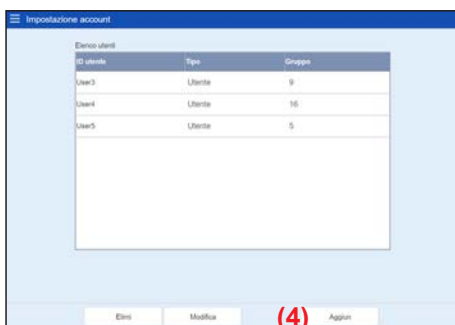 Impostazione account
Elenco utenti
ID utente Tipo Gruppo
User3 Utente 9
User4 Utente 16
User5 Utente 5
Elimi Modifica (4) Aggiun